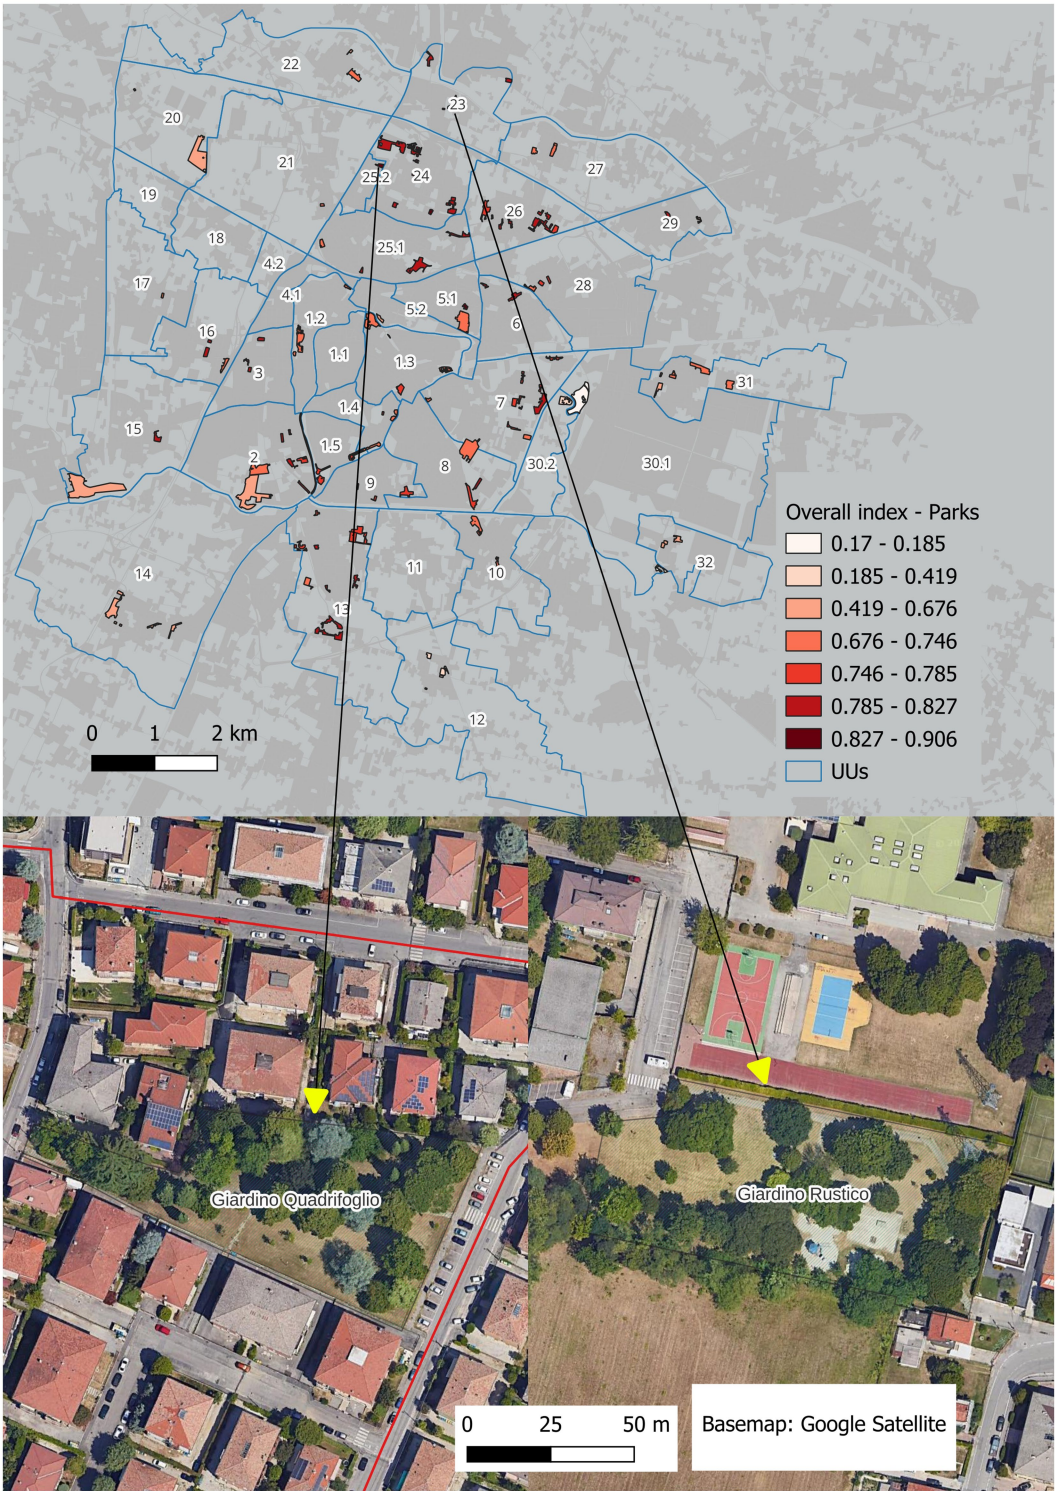 22
23
20
21
25.2
24
27
19
26
29
18
25.1
4.2
17
28
4.1
5.1
5.2
1.2
6
16
1.1
1.3
3
31
7
1.4
15
1.5
2
8
30.2
30.1
9
Overall index - Parks
0.17 - 0.185
0.185 - 0.419
0.419 - 0.676
0.676 - 0.746
0.746 - 0.785
0.785 - 0.827
0.827 - 0.906
UUs
14
11
10
32
13
12
0 1 2 km
Giardino Quadrifoglio
Giardino Rustico
0 25 50 m
Basemap: Google Satellite